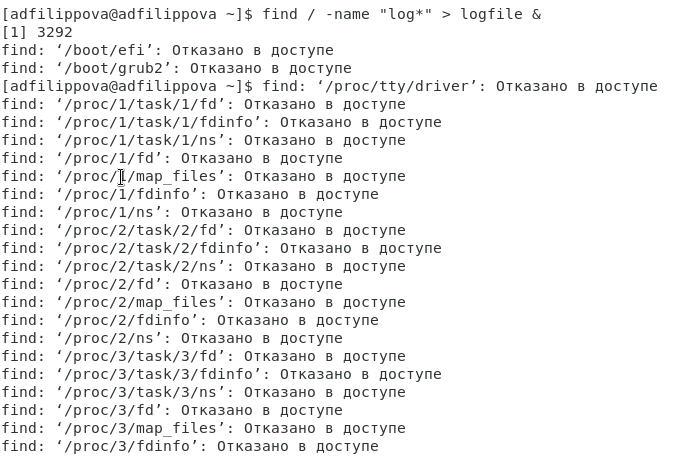 [adfilippova@adfilippova ~]$ find / -name "log*" > logfile &
[1] 3292
find: ‘/boot/efi’: Отказано в доступе
find: ‘/boot/grub2’: Отказано в доступе
[adfilippova@adfilippova ~]$ find: ‘/proc/tty/driver’: Отказано в доступе
find: ‘/proc/1/task/1/fd’: Отказано в доступе
find: ‘/proc/1/task/1/fdinfo’: Отказано в доступе
find: ‘/proc/1/task/1/ns’: Отказано в доступе
find: ‘/proc/1/fd’: Отказано в доступе
find: ‘/proc/1/map_files’: Отказано в доступе
find: ‘/proc/1/fdinfo’: Отказано в доступе
find: ‘/proc/1/ns’: Отказано в доступе
find: ‘/proc/2/task/2/fd’: Отказано в доступе
find: ‘/proc/2/task/2/fdinfo’: Отказано в доступе
find: ‘/proc/2/task/2/ns’: Отказано в доступе
find: ‘/proc/2/fd’: Отказано в доступе
find: ‘/proc/2/map_files’: Отказано в доступе
find: ‘/proc/2/fdinfo’: Отказано в доступе
find: ‘/proc/2/ns’: Отказано в доступе
find: ‘/proc/3/task/3/fd’: Отказано в доступе
find: ‘/proc/3/task/3/fdinfo’: Отказано в доступе
find: ‘/proc/3/task/3/ns’: Отказано в доступе
find: ‘/proc/3/fd’: Отказано в доступе
find: ‘/proc/3/map_files’: Отказано в доступе
find: ‘/proc/3/fdinfo’: Отказано в доступе